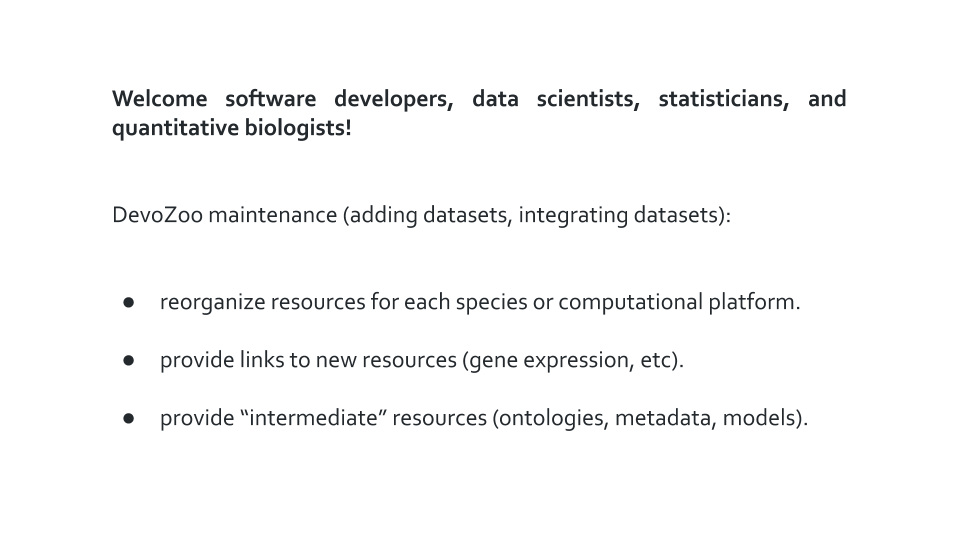 Welcome software developers, data scientists, statisticians, and
quantitative biologists!
DevoZoo maintenance (adding datasets, integrating datasets):
● reorganize resources for each species or computational platform.
● provide links to new resources (gene expression, etc).
● provide “intermediate” resources (ontologies, metadata, models).